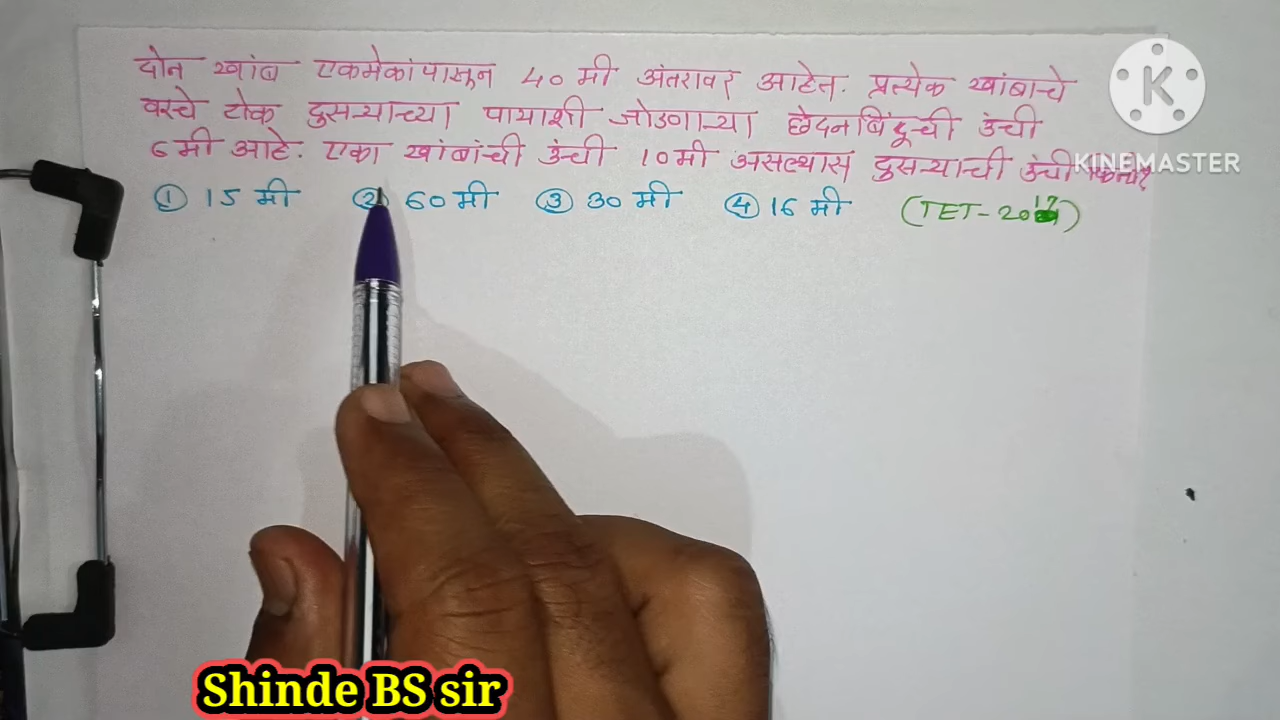 दोन खांब एकमेकांपासून 40 मी अंतरावर आहेत. प्रत्येक खांबाचे
वरचे टोक दुसऱ्याच्या पायाशी जोडणाऱ्या छेदनबिंदूची उंची
6 मी आहे. एका खांबांची उंची 10 मी असल्यास दुसऱ्याची उंची
① 15 मी ② 60 मी ③ 30 मी ④ 16 मी (TET-2017)
K
KINEMASTER
Shinde BS sir